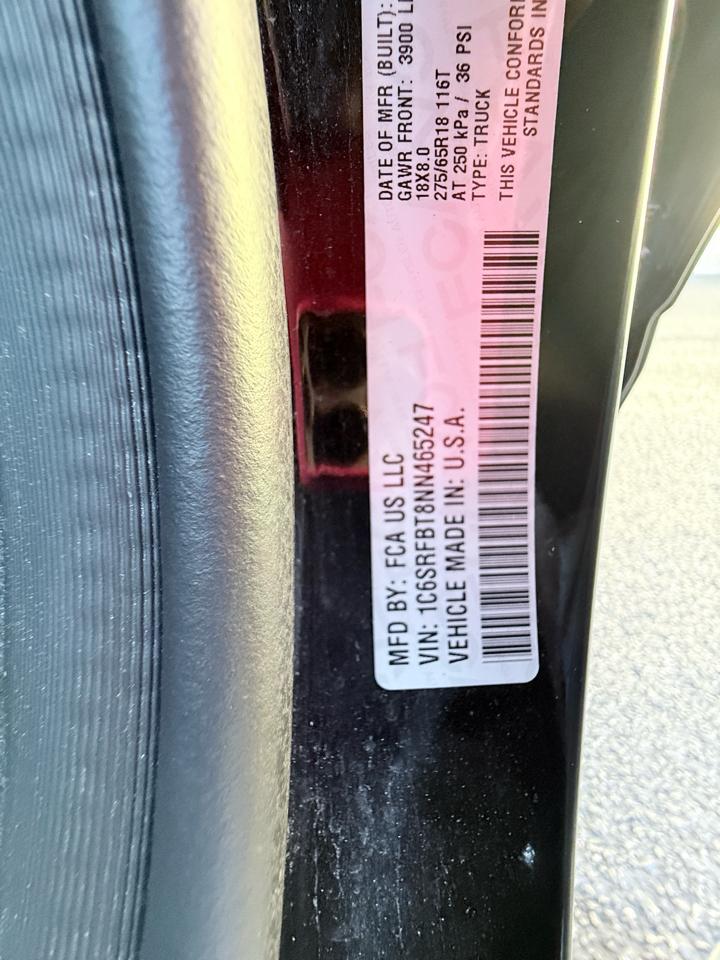 MFD BY: FCA US LLC
VIN: 1C6SRFBT8NN465247
VEHICLE MADE IN: U.S.A.
DATE OF MFR (BUILT):
GAWR FRONT: 3900
18X8.0
275/65R18 116T
AT 250 kPa / 36 PSI
TYPE: TRUCK
THIS VEHICLE
STANDARDS IN